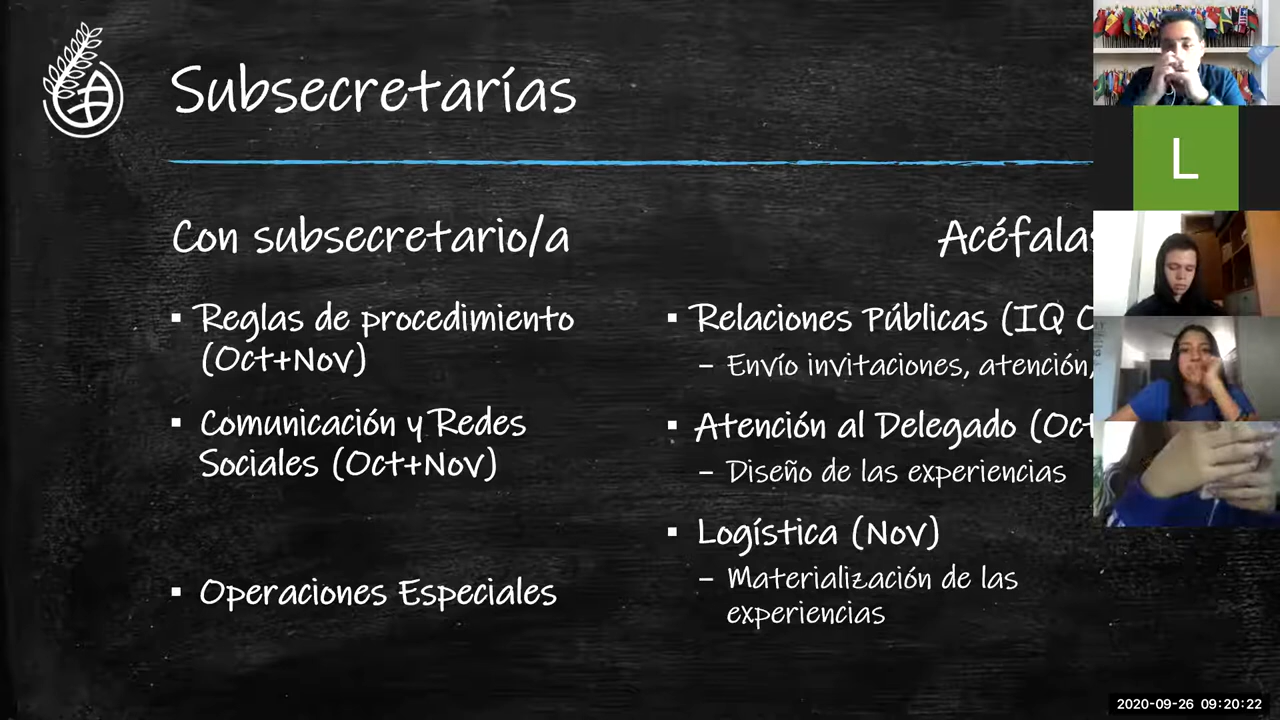 Subsecretarías
Con subsecretario/a
▪ Reglas de procedimiento
(Oct+Nov)
▪ Comunicación y Redes
Sociales (Oct+Nov)
▪ Operaciones Especiales
Acéfalas
▪ Relaciones Públicas (IQ
– Envío invitaciones, atención,
▪ Atención al Delegado (Oct
– Diseño de las experiencias
▪ Logística (Nov)
– Materialización de las
experiencias
L
2020-09-26 09:20:22